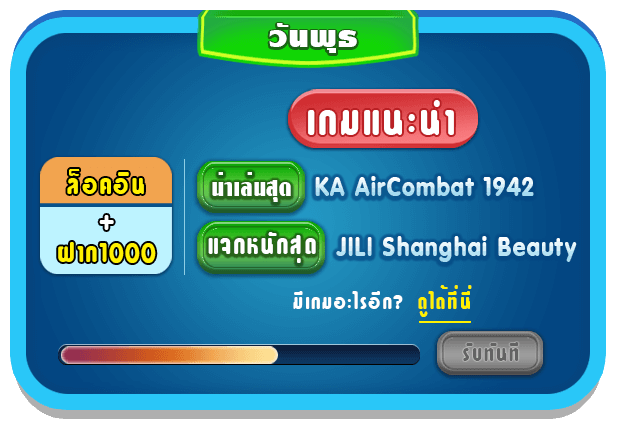 วันพุธ
เกมแนะนำ
ล็อคอิน
+
ฝาก1000
น่าเล่นสุด KA AirCombat 1942
แจกหนักสุด JILI Shanghai Beauty
มีเกมอะไรอีก? ดูได้ที่นี่
รับทันที